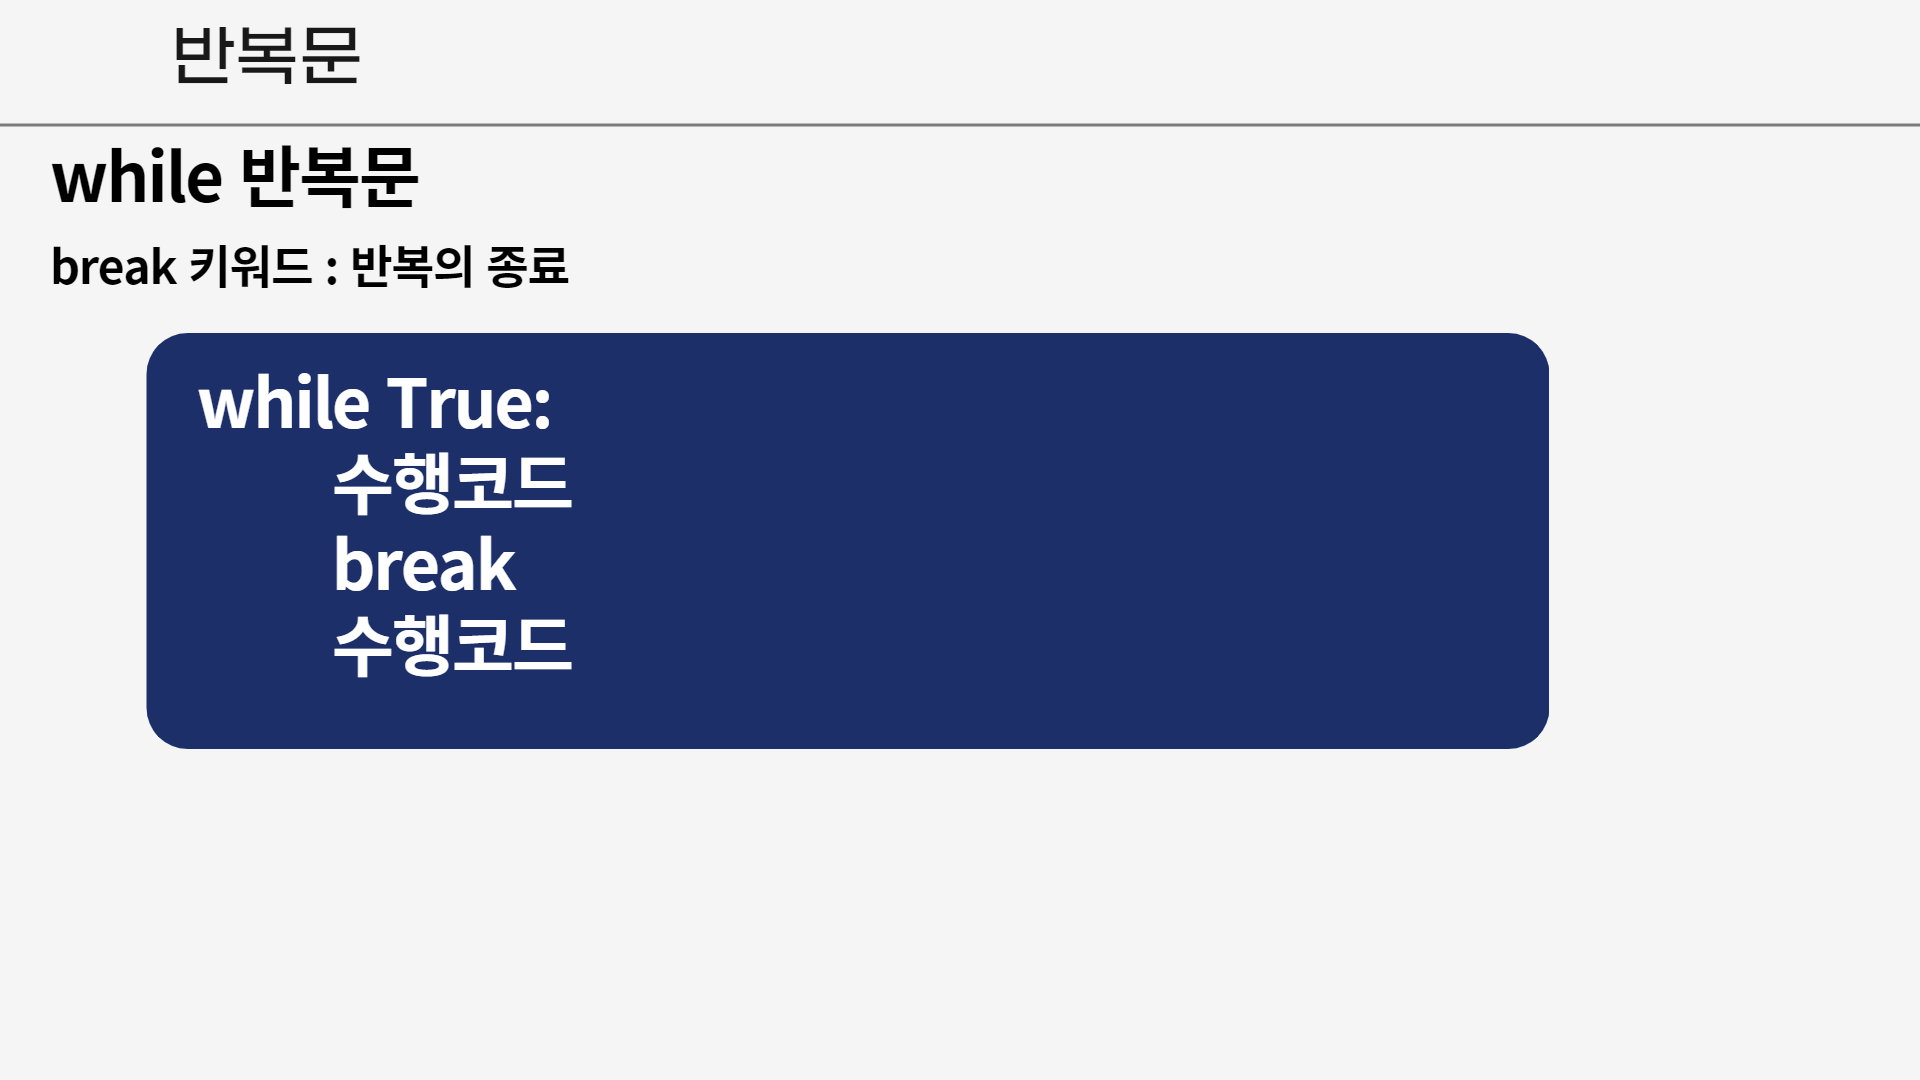 반복문
while 반복문
break 키워드 : 반복의 종료
while True:
수행코드
break
수행코드